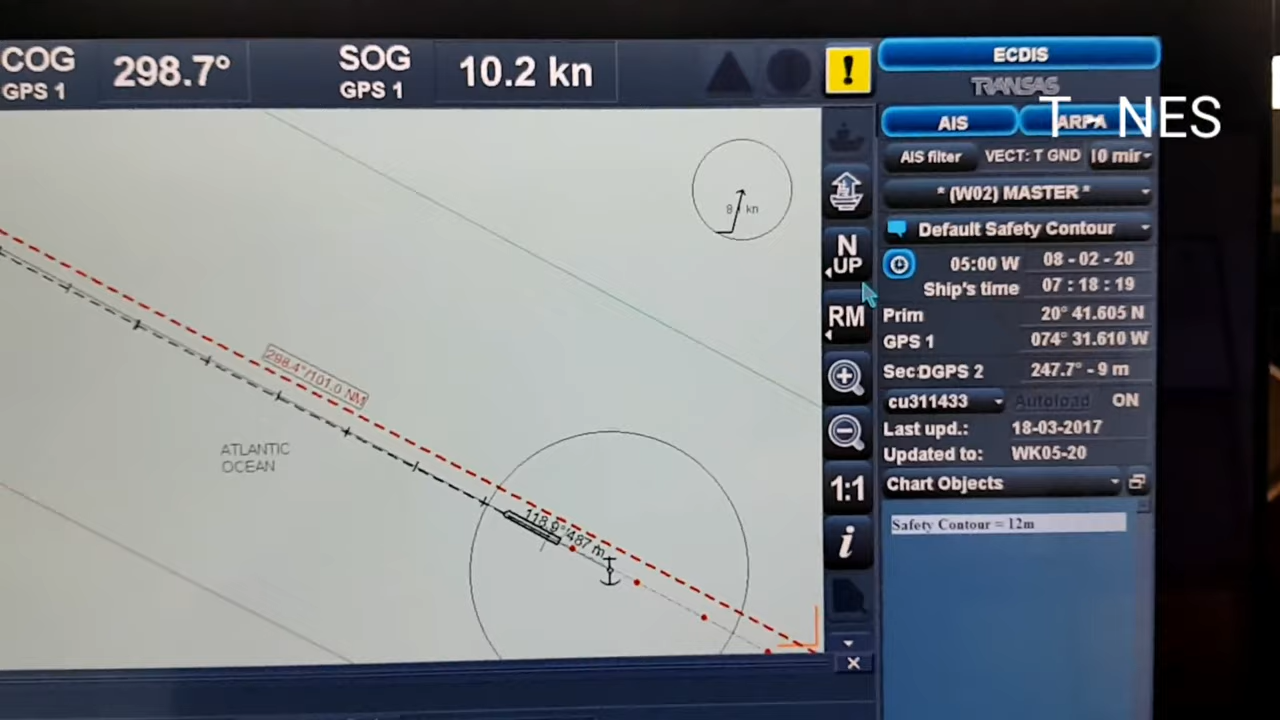 COG
GPS 1
298.7°
SOG
GPS 1
10.2 kn
!
ECDIS
TRANSAS
T NES
AIS
ARPA
AIS filter
VECT: T GND
10 min
* (W02) MASTER *
Default Safety Contour
05:00 W
08 - 02 - 20
Ship's time
07 : 18 : 19
Prim
20° 41.605 N
GPS 1
074° 31.610 W
Sec:DGPS 2
247.7° - 9 m
cu311433
Autoload
ON
Last upd.:
18-03-2017
Updated to:
WK05-20
Chart Objects
Safety Contour = 12m
N
UP
RM
1:1
i
kn
298.4°/101.0 NM
ATLANTIC
OCEAN
118.9°/487 m